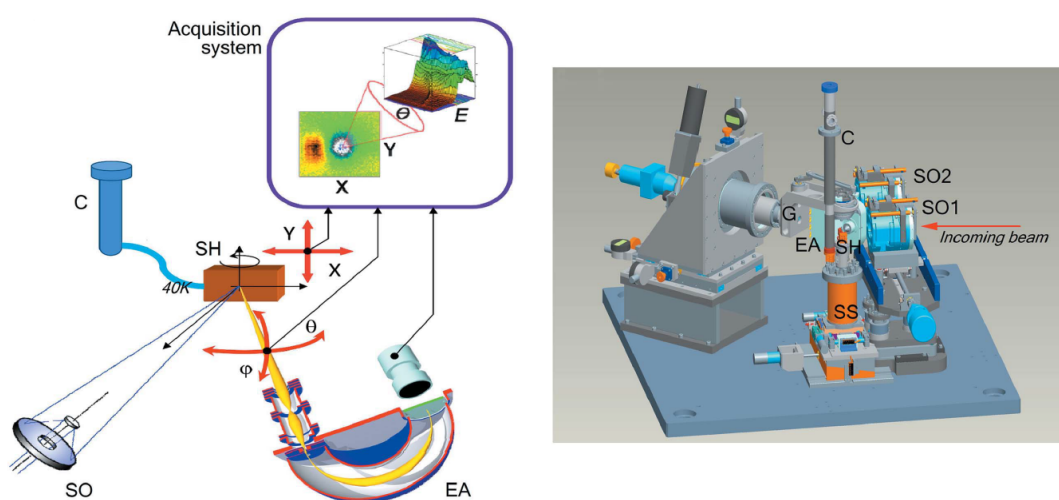 Acquisition
system
Θ
E
Y
X
C
Y
SH
X
40K
θ
φ
SO
EA
C
SO2
SO1
G
Incoming beam
EA
SH
SS